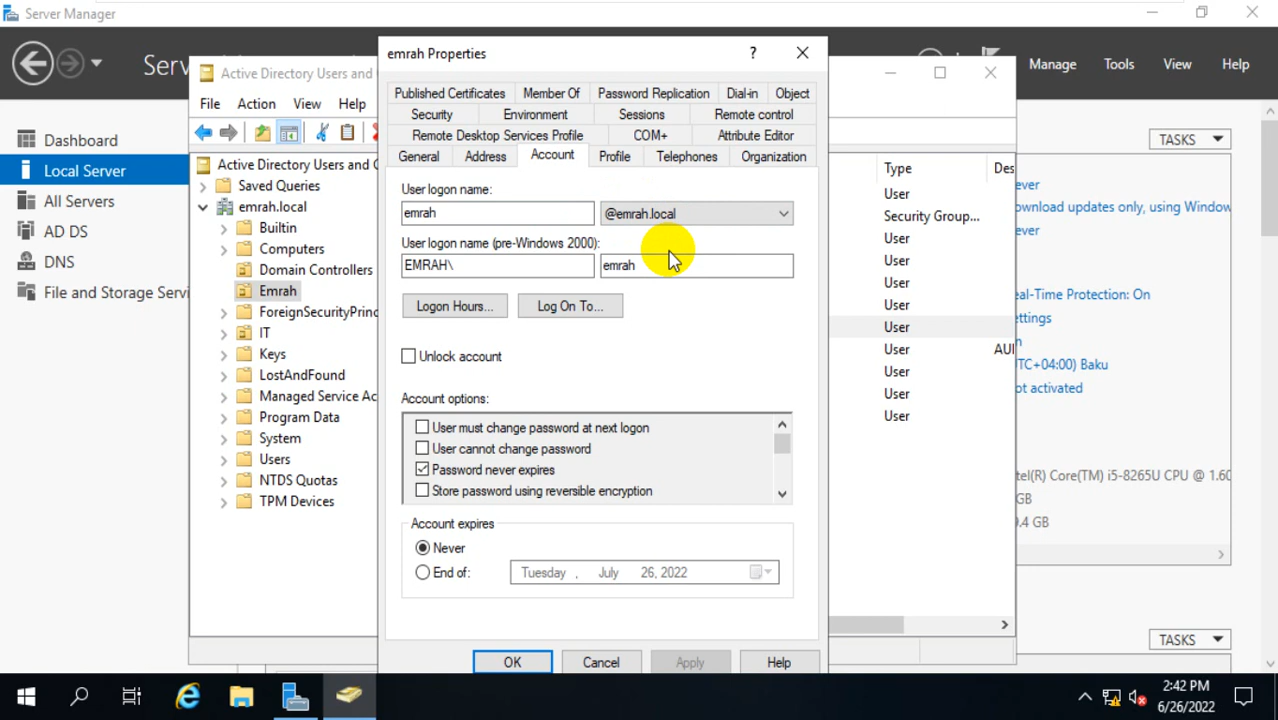 Server Manager
Serv
Manage
Tools
View
Help
Dashboard
Local Server
All Servers
AD DS
DNS
File and Storage Servi
Active Directory Users and
File
Action
View
Help
Active Directory Users and C
Saved Queries
emrah.local
Builtin
Computers
Domain Controllers
Emrah
ForeignSecurityPrinc
IT
Keys
LostAndFound
Managed Service Ac
Program Data
System
Users
NTDS Quotas
TPM Devices
emrah Properties
?
Published Certificates
Member Of
Password Replication
Dial-in
Object
Security
Environment
Sessions
Remote control
Remote Desktop Services Profile
COM+
Attribute Editor
General
Address
Account
Profile
Telephones
Organization
User logon name:
emrah
@emrah.local
User logon name (pre-Windows 2000):
EMRAH\
emrah
Logon Hours...
Log On To...
Unlock account
Account options:
User must change password at next logon
User cannot change password
Password never expires
Store password using reversible encryption
Account expires
Never
End of:
Tuesday , July 26, 2022
OK
Cancel
Apply
Help
Type
Des
User
Security Group...
User
User
User
User
User
User
AUI
User
User
User
TASKS
ever
ownload updates only, using Window
ever
eal-Time Protection: On
ettings
n
UTC+04:00) Baku
ot activated
ntel(R) Core(TM) i5-8265U CPU @ 1.60
GB
9.4 GB
TASKS
2:42 PM
6/26/2022